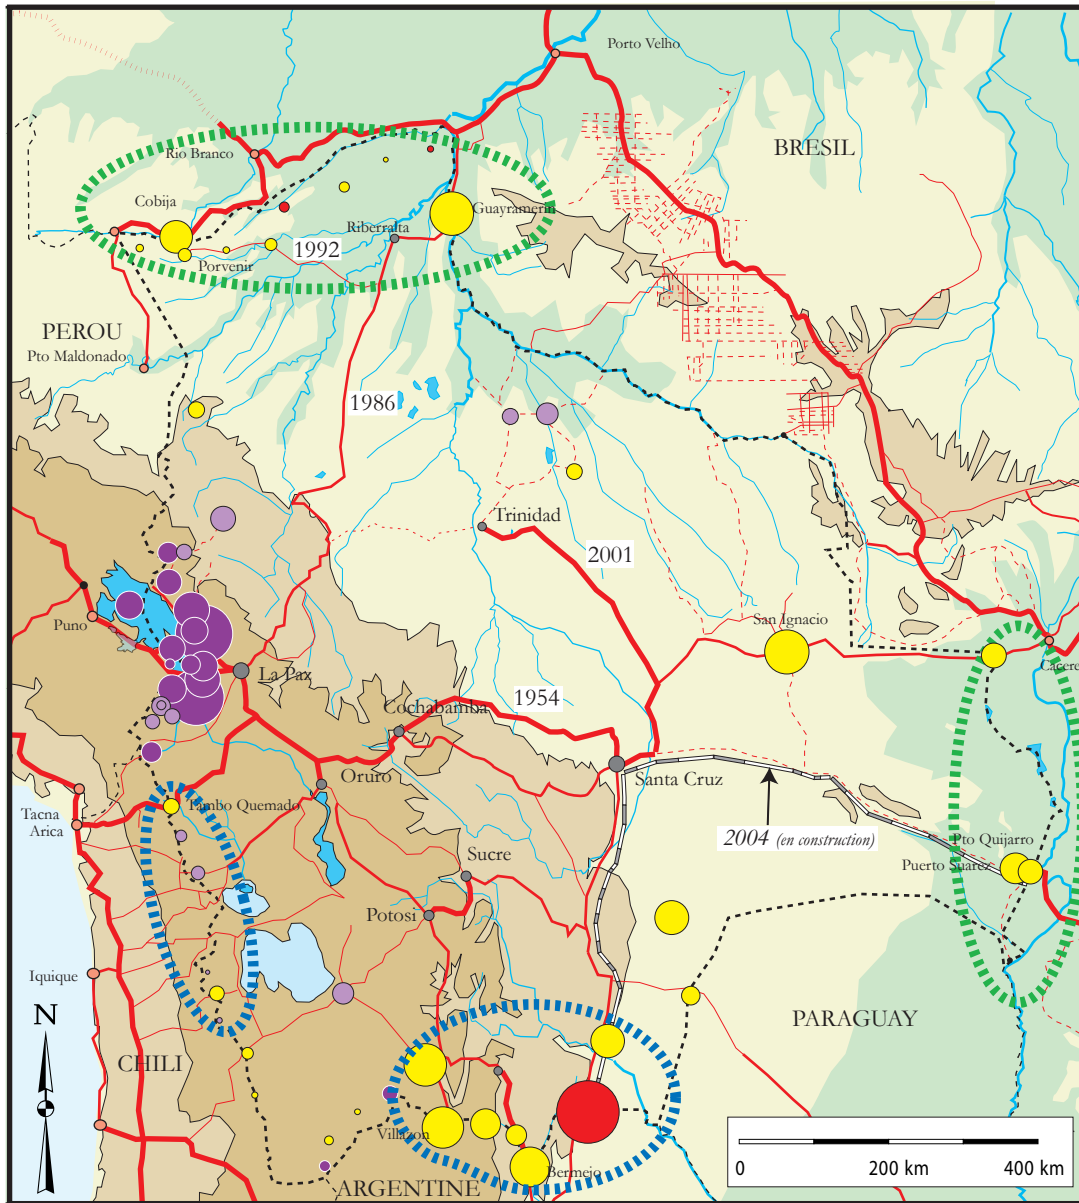 Porto Velho
BRESIL
Rio Branco
Cobija
Guayramerin
Riberralta
1992
Porvenir
PEROU
Pto Maldonado
1986
Trinidad
2001
San Ignacio
Puno
La Paz
Cacere
1954
Cochabamba
Oruro
Santa Cruz
Tambo Quemado
Tacna
Arica
2004 (en construction)
Pto Quijarro
Puerto Suarez
Sucre
Potosi
Iquique
N
PARAGUAY
CHILI
Villazon
Bermejo
ARGENTINE
0 200 km 400 km